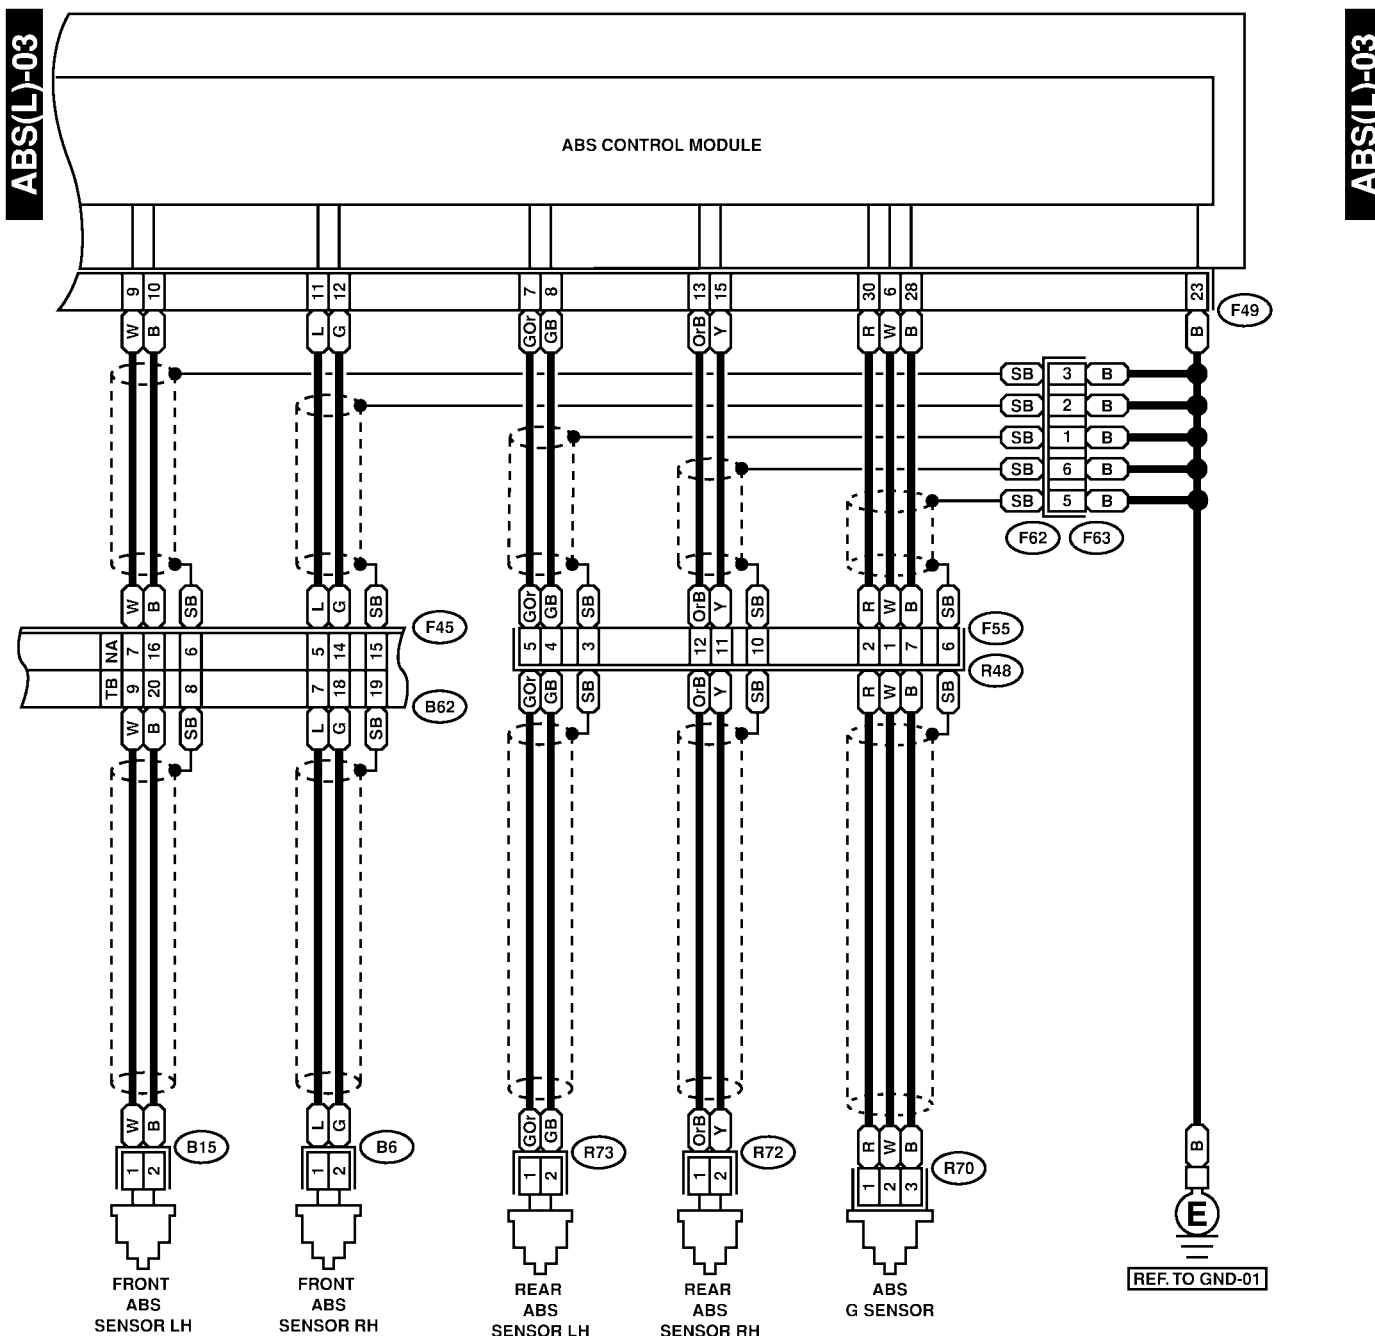 ABS(L)-03
ABS(L)-03
ABS CONTROL MODULE
9 10 11 12 7 8 13 15 30 6 28 23
F49
W B L G GOr GB OrB Y R W B B
SB 3 B
SB 2 B
SB 1 B
SB 6 B
SB 5 B
F62 F63
W B SB L G SB GOr GB SB OrB Y SB R W B SB
F45 F55
NA 7 16 6 5 14 15 5 4 3 12 11 10 2 1 7 6
R48
TB 9 20 8 7 18 19
GOr GB SB OrB Y SB R W B SB
B62
W B SB L G SB
W B L G GOr GB OrB Y R W B B
B15 B6 R73 R72 R70
1 2 1 2 1 2 1 2 1 2 3
E
REF. TO GND-01
FRONT
ABS
SENSOR LH
FRONT
ABS
SENSOR RH
REAR
ABS
SENSOR LH
REAR
ABS
SENSOR RH
ABS
G SENSOR